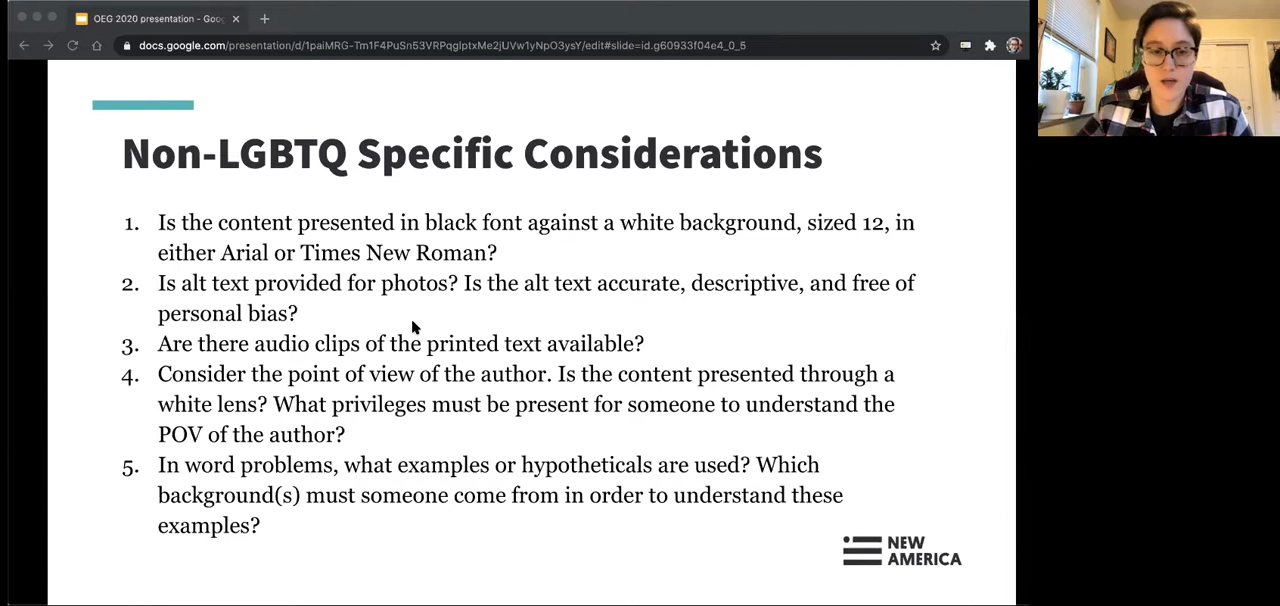 OEG 2020 presentation - Goo
docs.google.com/presentation/d/1paiMRG-Tm1F4PuSn53VRPqglptxMe2jUVw1yNpO3ysY/edit#slide=id.g60933f04e4_0_5
Non-LGBTQ Specific Considerations
1. Is the content presented in black font against a white background, sized 12, in
either Arial or Times New Roman?
2. Is alt text provided for photos? Is the alt text accurate, descriptive, and free of
personal bias?
3. Are there audio clips of the printed text available?
4. Consider the point of view of the author. Is the content presented through a
white lens? What privileges must be present for someone to understand the
POV of the author?
5. In word problems, what examples or hypotheticals are used? Which
background(s) must someone come from in order to understand these
examples?
NEW
AMERICA